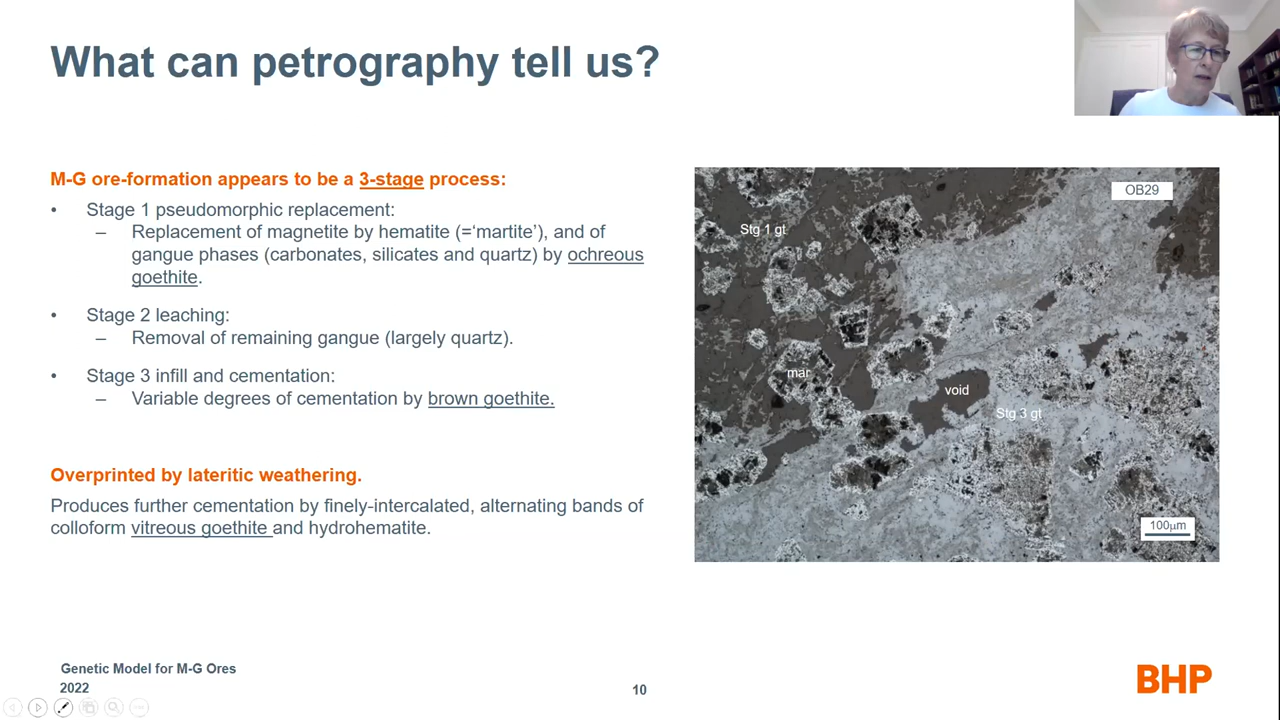 What can petrography tell us?
M-G ore-formation appears to be a 3-stage process:
• Stage 1 pseudomorphic replacement:
– Replacement of magnetite by hematite (=‘martite’), and of
gangue phases (carbonates, silicates and quartz) by ochreous
goethite.
• Stage 2 leaching:
– Removal of remaining gangue (largely quartz).
• Stage 3 infill and cementation:
– Variable degrees of cementation by brown goethite.
Overprinted by lateritic weathering.
Produces further cementation by finely-intercalated, alternating bands of
colloform vitreous goethite and hydrohematite.
OB29
Stg 1 gt
mar
void
Stg 3 gt
100μm
Genetic Model for M-G Ores
2022
10
BHP